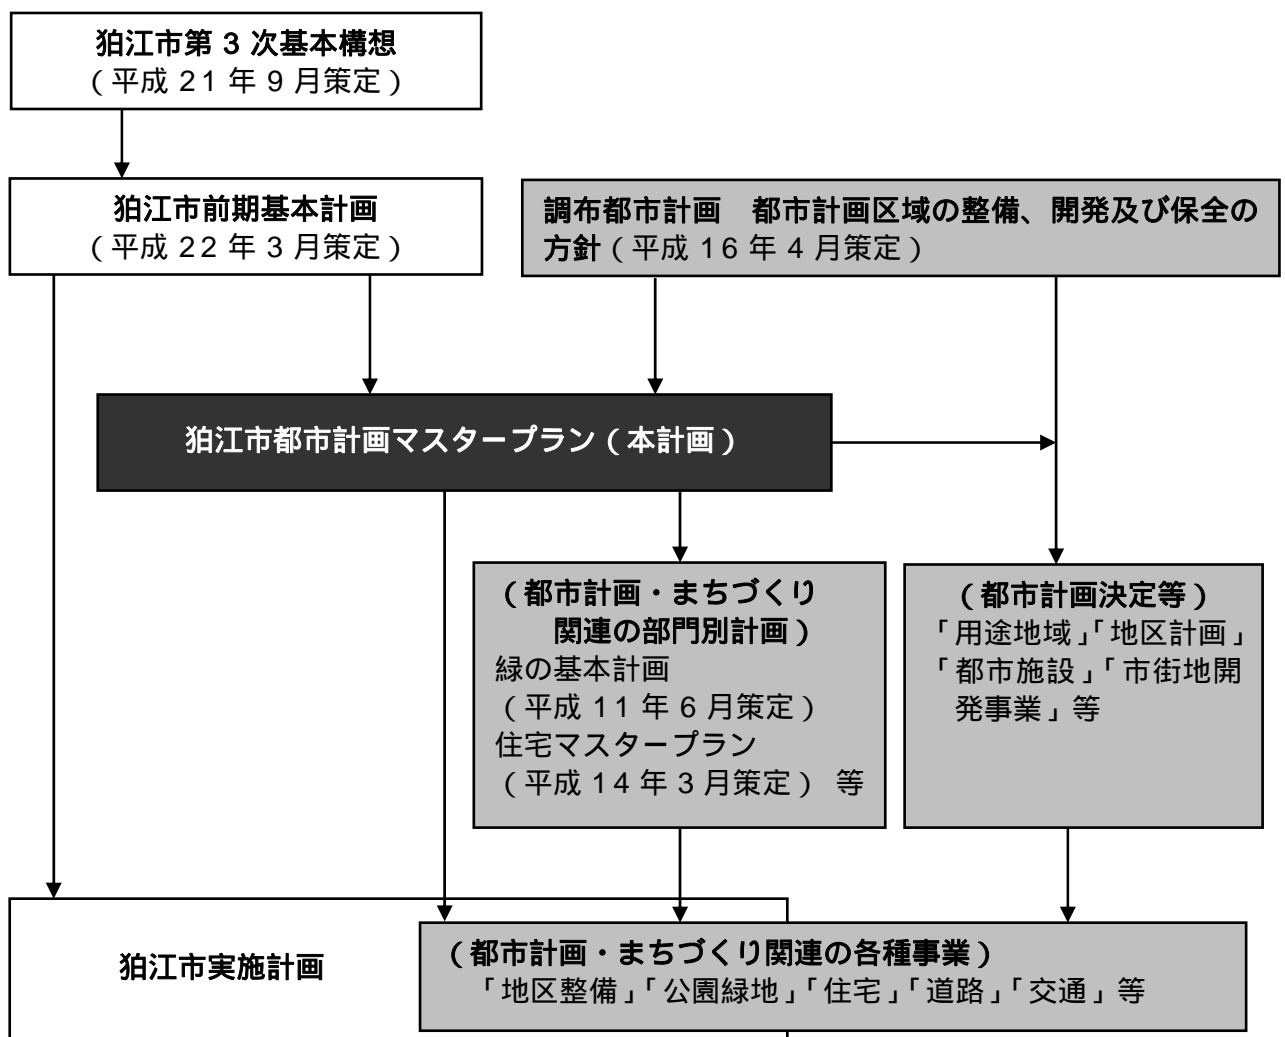 狛江市第3次基本構想
(平成21年9月策定)
狛江市前期基本計画
(平成22年3月策定)
調布都市計画　都市計画区域の整備、開発及び保全の
方針(平成16年4月策定)
狛江市都市計画マスタープラン(本計画)
(都市計画・まちづくり
関連の部門別計画)
緑の基本計画
(平成11年6月策定)
住宅マスタープラン
(平成14年3月策定) 等
(都市計画決定等)
「用途地域」「地区計画」
「都市施設」「市街地開
発事業」等
狛江市実施計画
(都市計画・まちづくり関連の各種事業)
「地区整備」「公園緑地」「住宅」「道路」「交通」等